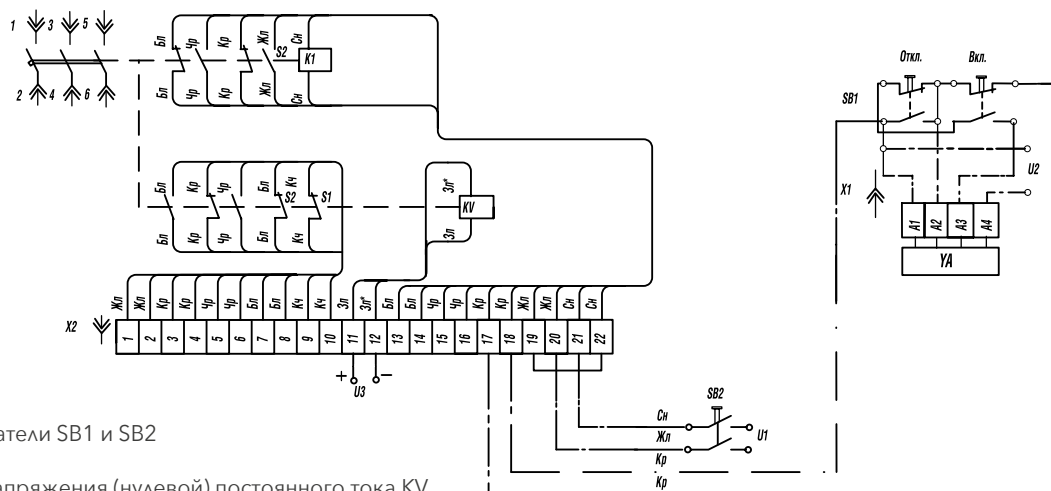 1 3 5
2 4 6
Бл Чр Кр Жл S2 Сн K1
Бл Чр Кр Жл Сн
Откл. Вкл.
SB1
U2
X1
A1 A2 A3 A4
YA
Бл Кр Чр Бл S2 Кч S1 Зл* KV
Бл Кр Чр Бл Кч Зл
Жл Жл Кр Кр Чр Чр Бл Бл Кч Кч Зл Зл* Бл Бл Чр Чр Кр Кр Жл Жл Сн Сн
X2 1 2 3 4 5 6 7 8 9 10 11 12 13 14 15 16 17 18 19 20 21 22
+ U3 −
SB2
Сн
Жл U1
Кр
Кр
атели SB1 и SB2
апряжения (нулевой) постоянного тока KV